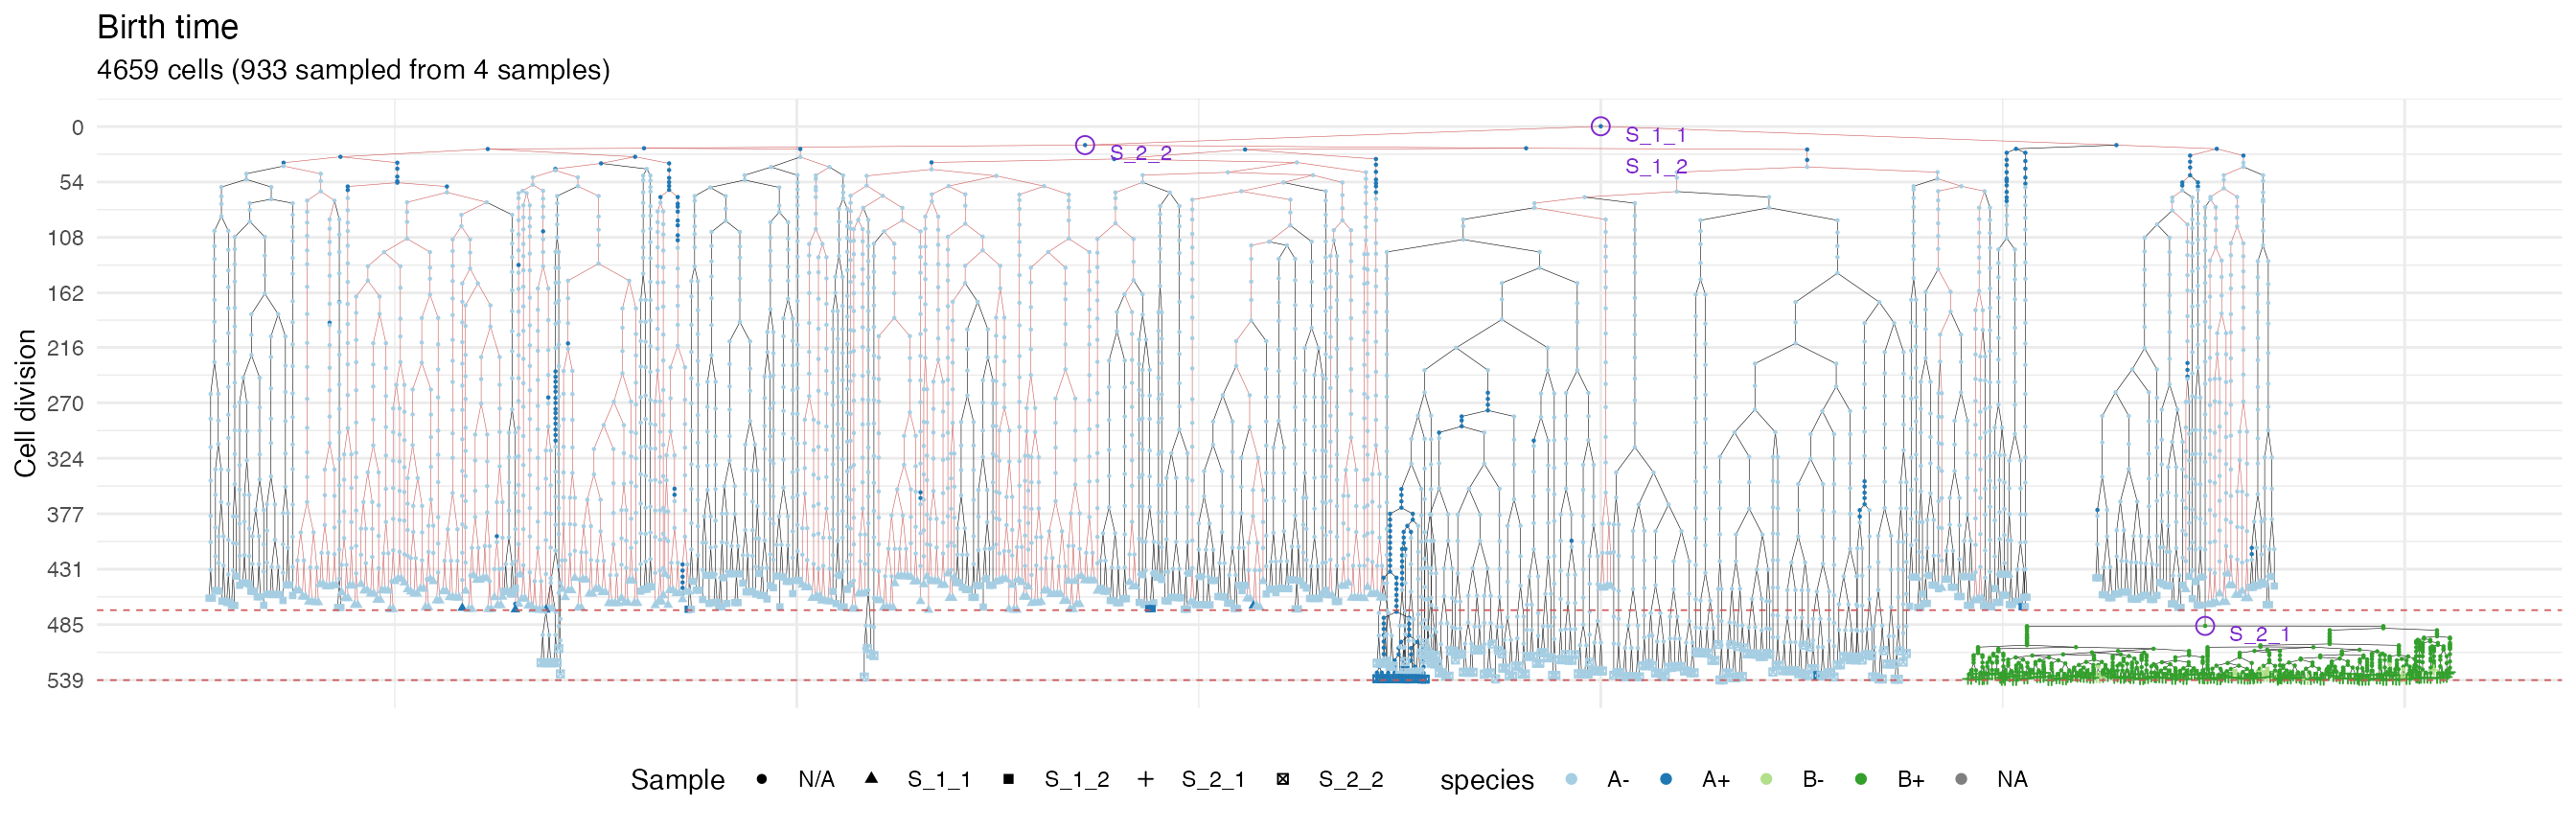 Birth time
4659 cells (933 sampled from 4 samples)
Cell division
0
54
108
162
216
270
324
377
431
485
539
S_1_1
S_2_2
S_1_2
S_2_1
Sample N/A S_1_1 S_1_2 S_2_1 S_2_2 species A- A+ B- B+ NA